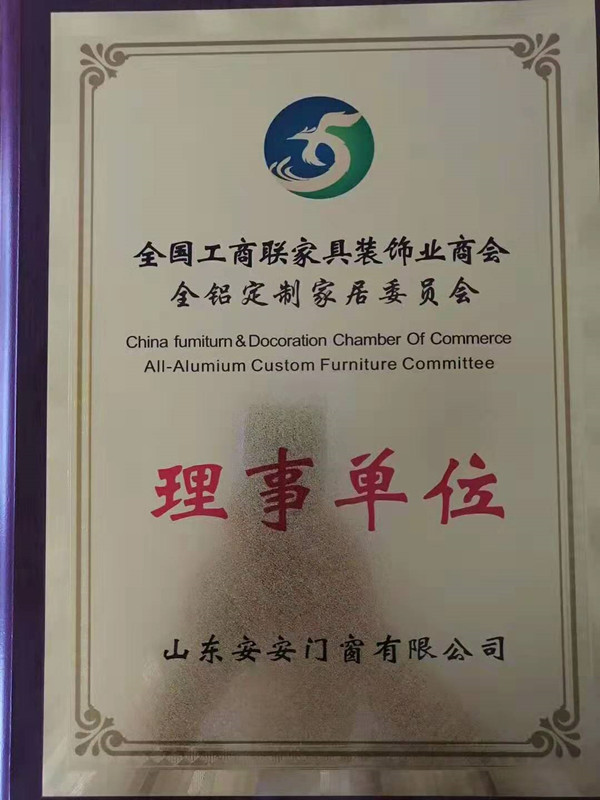 全国工商联家具装饰业商会
全铝定制家居委员会
China fumiturn & Docoration Chamber Of Commerce
All-Alumium Custom Furniture Committee
理事单位
山东安安门窗有限公司